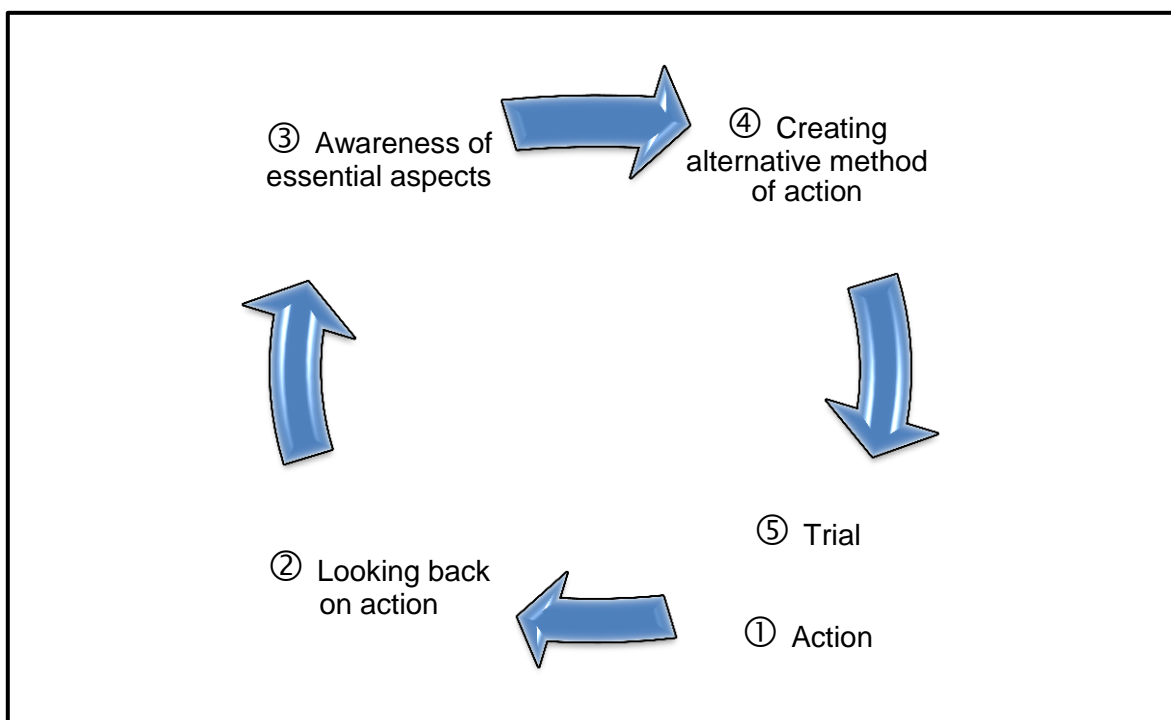 ③ Awareness of
essential aspects
④ Creating
alternative method
of action
⑤ Trial
② Looking back
on action
① Action